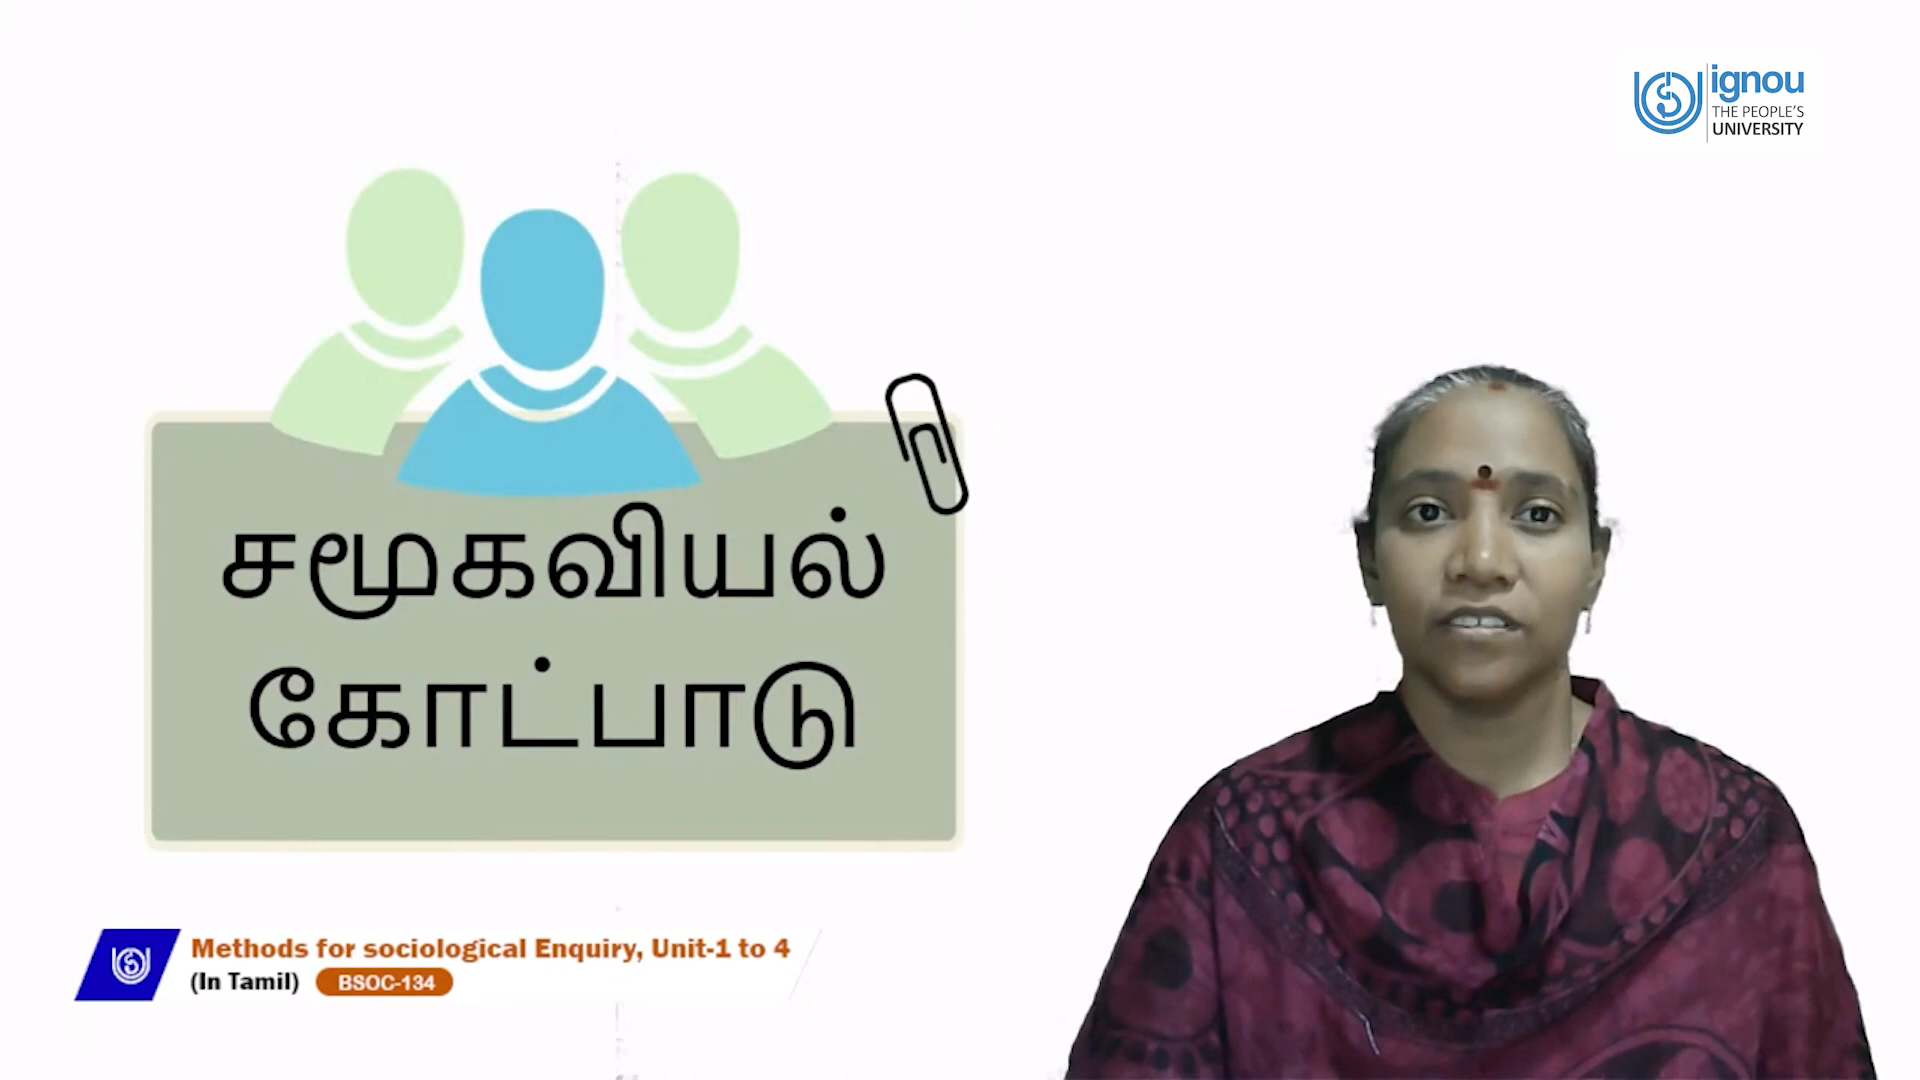 ignou
THE PEOPLE'S
UNIVERSITY
சமூகவியல்
கோட்பாடு
Methods for sociological Enquiry, Unit-1 to 4
(In Tamil) BSOC-134